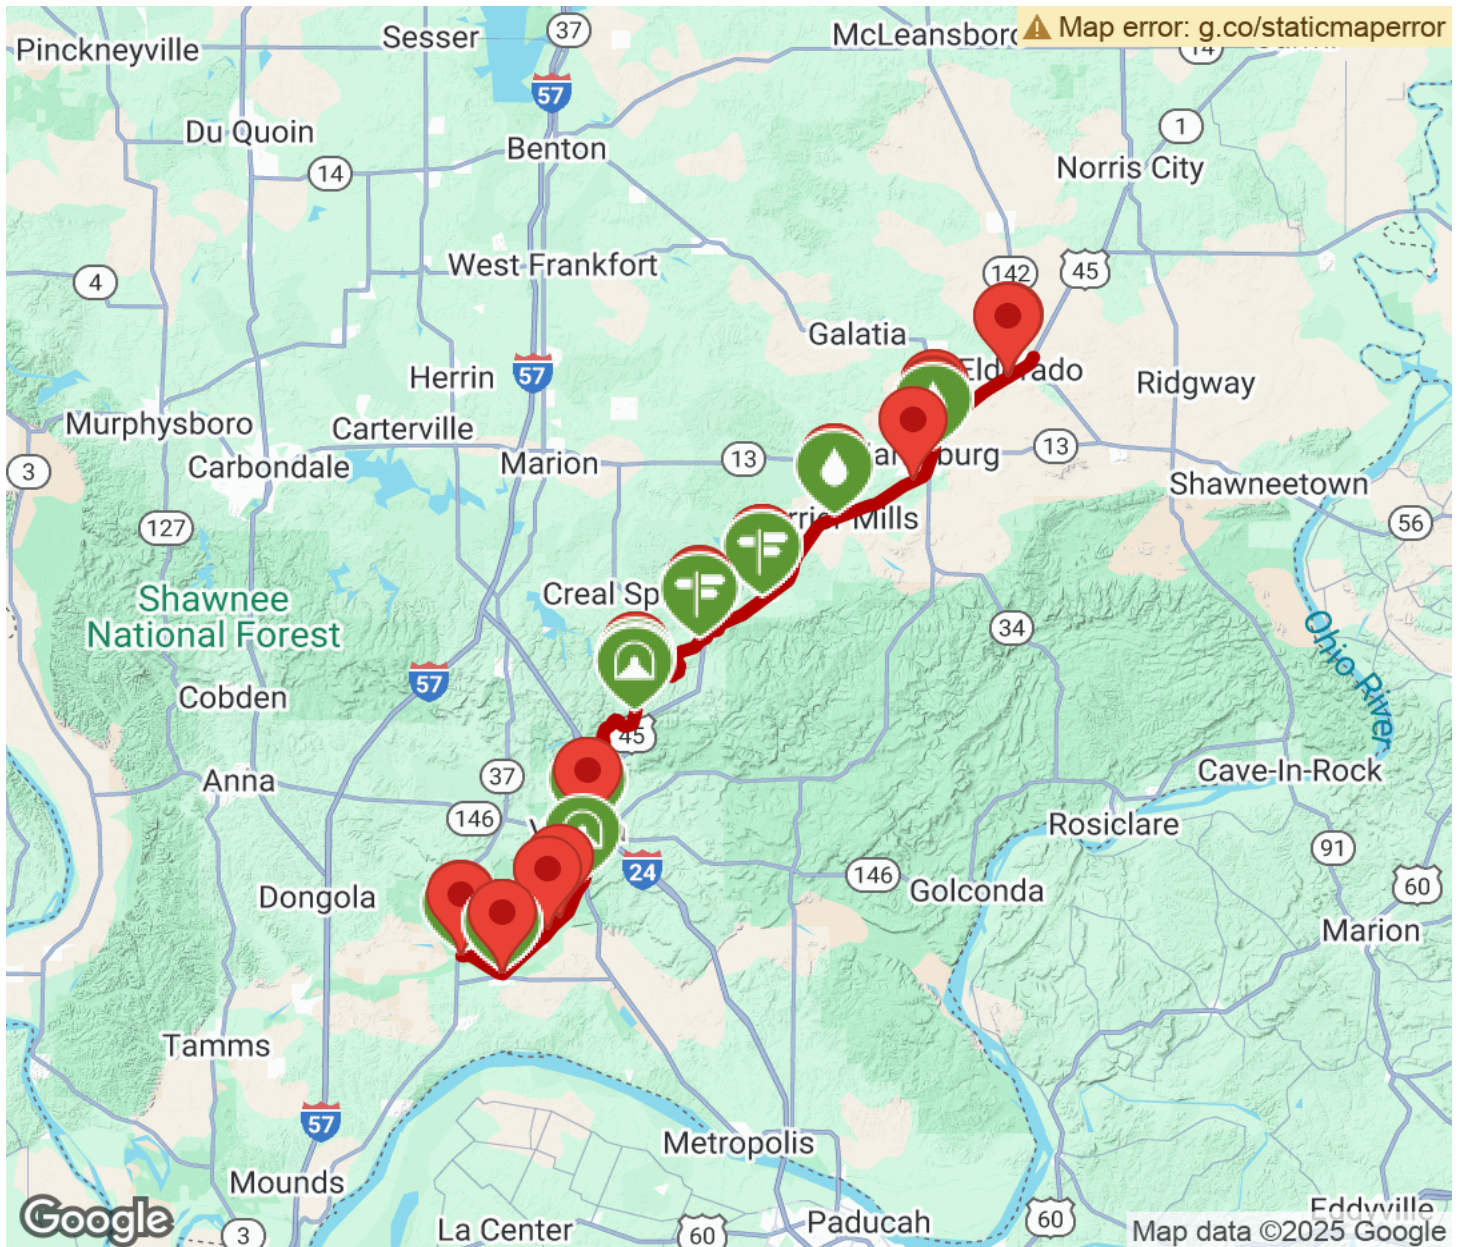 Pinckneyville
Sesser
37
McLeansboro
Map error: g.co/staticmaperror
14
57
Du Quoin
Benton
1
14
Norris City
West Frankfort
4
142
45
Galatia
Herrin
57
Eldorado
Ridgway
Murphysboro
Carterville
Carbondale
Marion
13
13
3
Shawneetown
127
56
Creal Sp
Shawnee
National Forest
34
Ohio River
57
Cobden
45
Anna
37
Cave-In-Rock
146
Rosiclare
91
Dongola
24
146
Golconda
60
Marion
Tamms
57
Metropolis
Mounds
Eddyville
Google
3
La Center
60
Paducah
60
Map data ©2025 Google